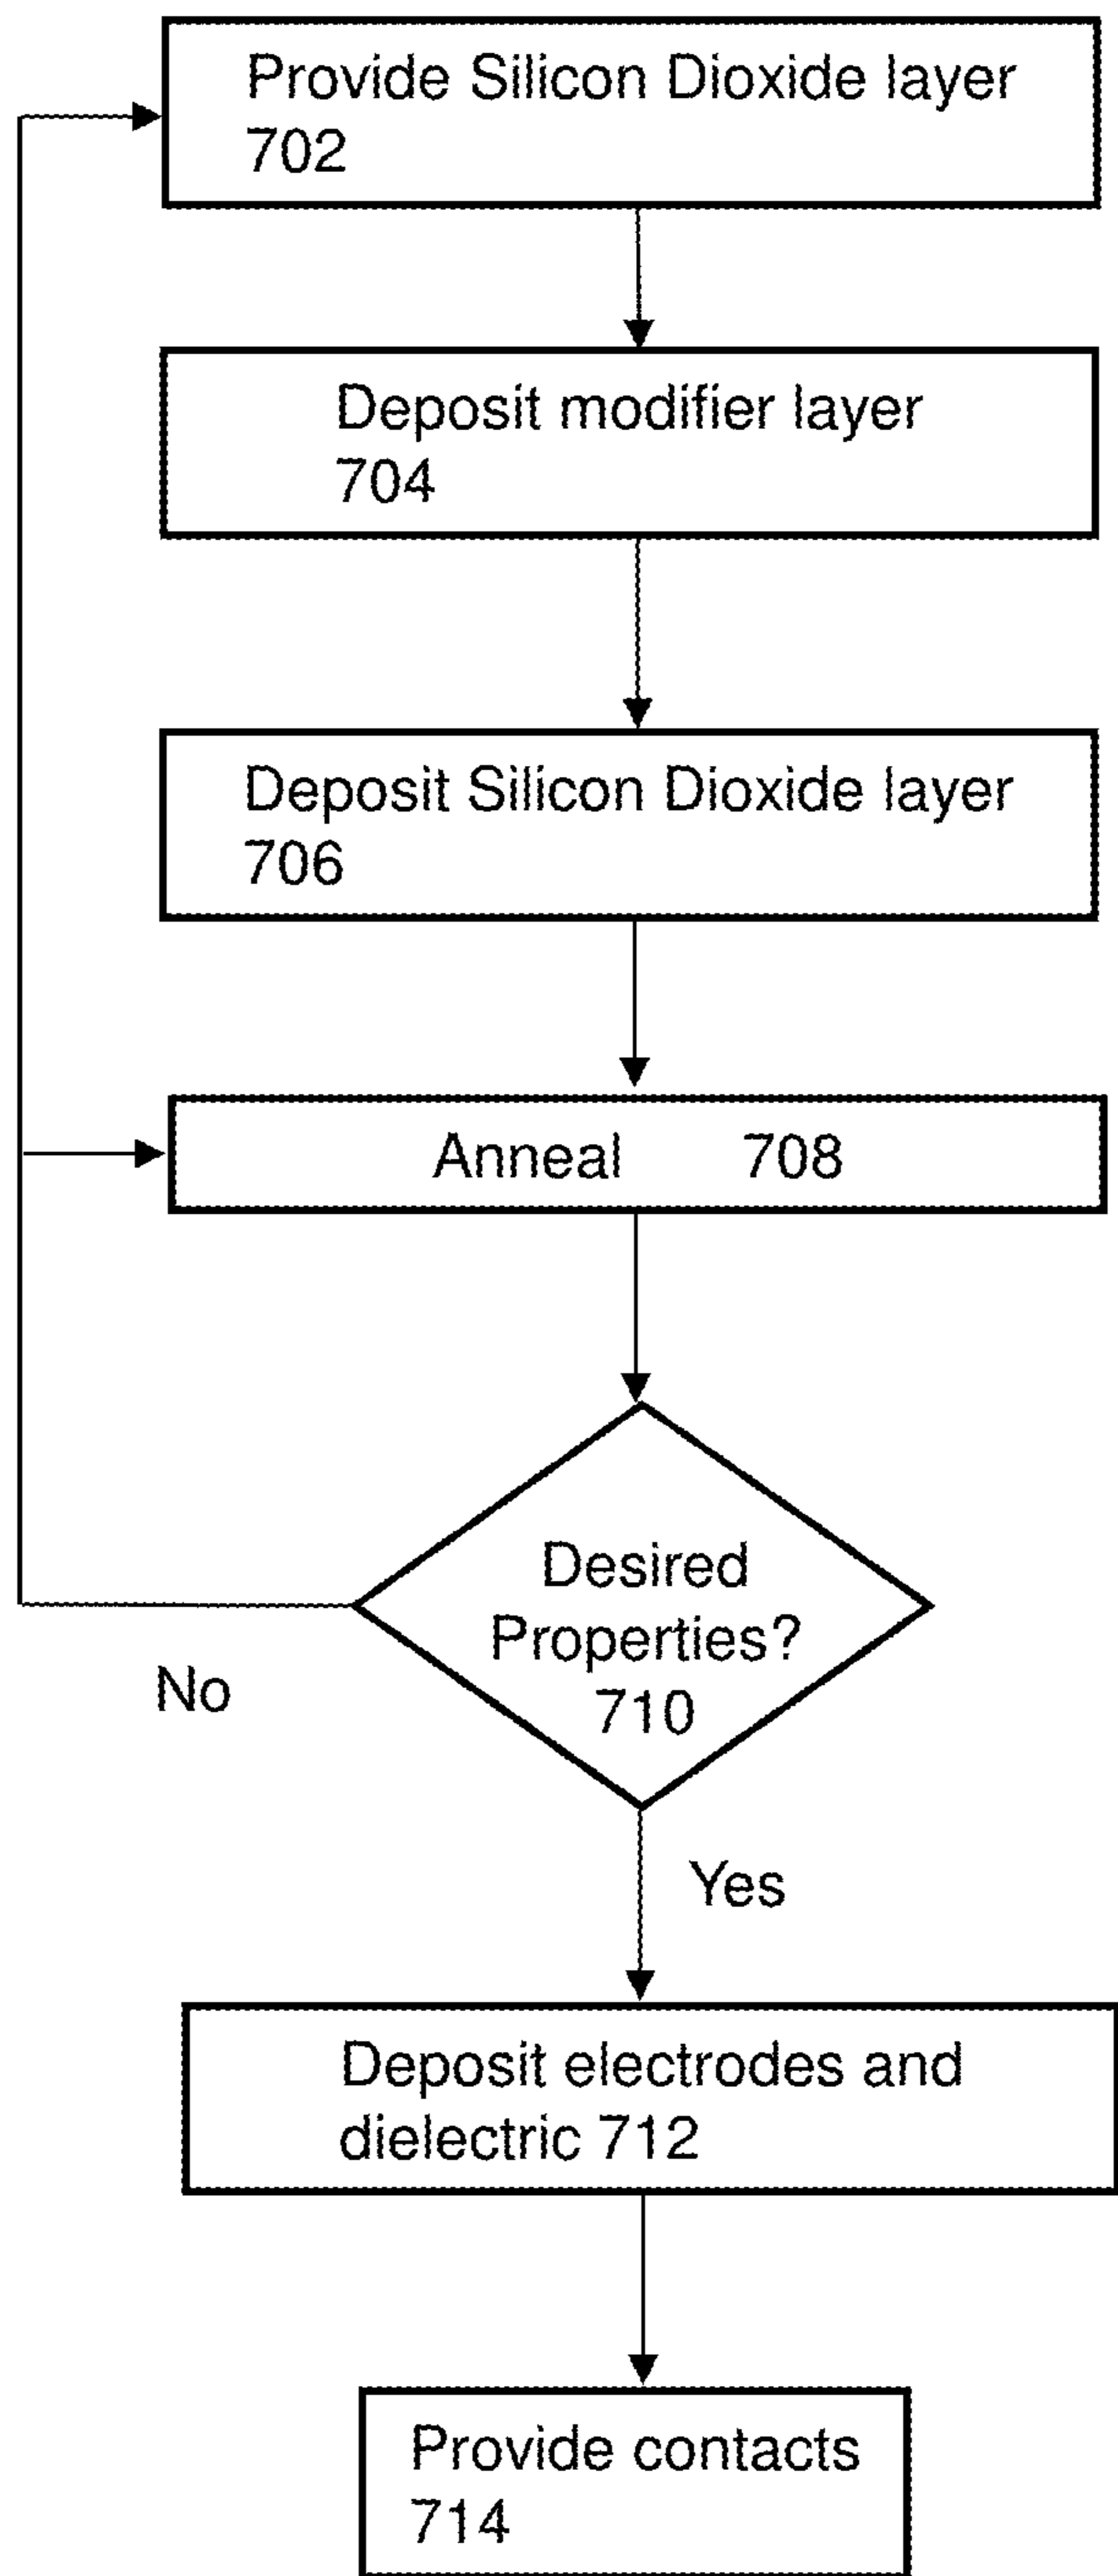 Provide Silicon Dioxide layer
702
Deposit modifier layer
704
Deposit Silicon Dioxide layer
706
Anneal 708
Desired
Properties?
710
No
Yes
Deposit electrodes and
dielectric 712
Provide contacts
714